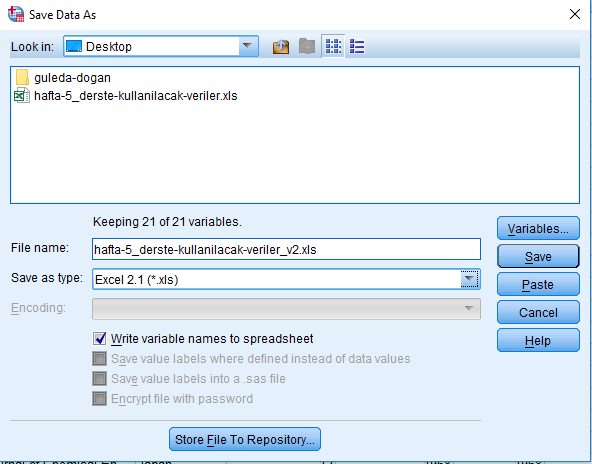 Save Data As
Look in: Desktop
guleda-dogan
hafta-5_derste-kullanilacak-veriler.xls
Keeping 21 of 21 variables.
Variables...
File name: hafta-5_derste-kullanilacak-veriler_v2.xls
Save
Save as type: Excel 2.1 (*.xls)
Paste
Encoding:
Cancel
Write variable names to spreadsheet
Help
Save value labels where defined instead of data values
Save value labels into a .sas file
Encrypt file with password
Store File To Repository...